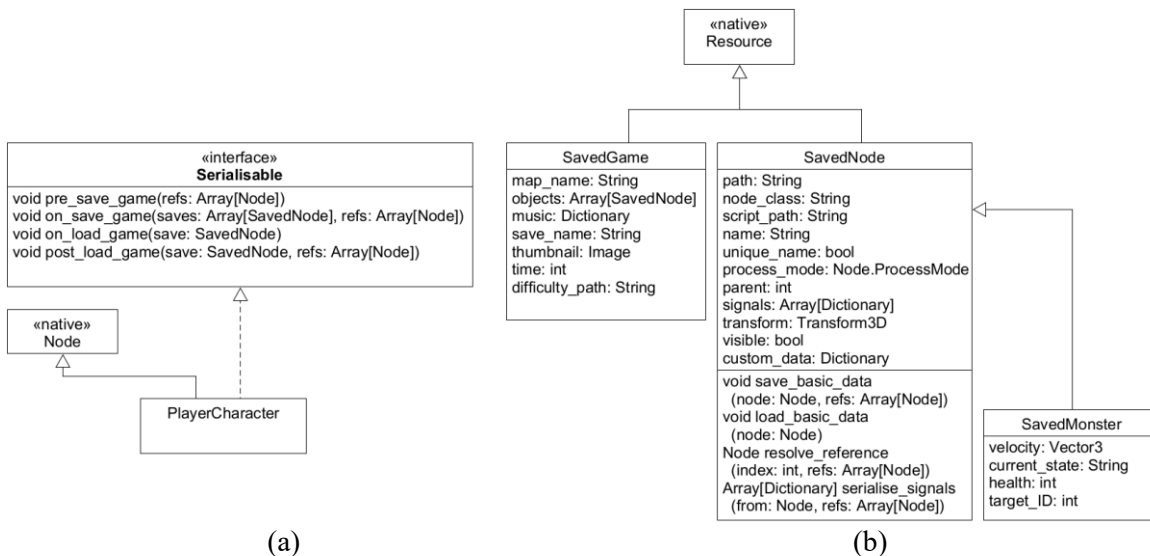 «interface»
Serialisable
void pre_save_game(refs: Array[Node])
void on_save_game(saves: Array[SavedNode], refs: Array[Node])
void on_load_game(save: SavedNode)
void post_load_game(save: SavedNode, refs: Array[Node])
«native»
Node
PlayerCharacter
(a)
«native»
Resource
SavedGame
map_name: String
objects: Array[SavedNode]
music: Dictionary
save_name: String
thumbnail: Image
time: int
difficulty_path: String
SavedNode
path: String
node_class: String
script_path: String
name: String
unique_name: bool
process_mode: Node.ProcessMode
parent: int
signals: Array[Dictionary]
transform: Transform3D
visible: bool
custom_data: Dictionary
void save_basic_data
(node: Node, refs: Array[Node])
void load_basic_data
(node: Node)
Node resolve_reference
(index: int, refs: Array[Node])
Array[Dictionary] serialise_signals
(from: Node, refs: Array[Node])
SavedMonster
velocity: Vector3
current_state: String
health: int
target_ID: int
(b)